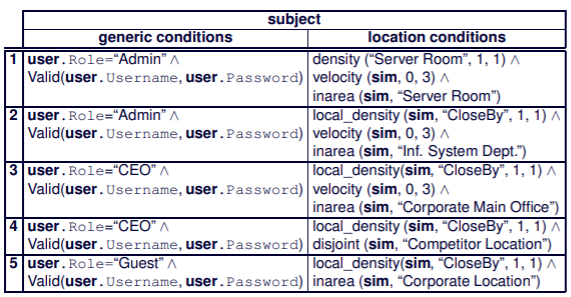 subject
generic conditions location conditions
1 user.Role="Admin" ∧ density ("Server Room", 1, 1) ∧
Valid(user.Username, user.Password) velocity (sim, 0, 3) ∧
inarea (sim, "Server Room")
2 user.Role="Admin" ∧ local_density (sim, "CloseBy", 1, 1) ∧
Valid(user.Username, user.Password) velocity (sim, 0, 3) ∧
inarea (sim, "Inf. System Dept.")
3 user.Role="CEO" ∧ local_density(sim, "CloseBy", 1, 1) ∧
Valid(user.Username, user.Password) velocity (sim, 0, 3) ∧
inarea (sim, "Corporate Main Office")
4 user.Role="CEO" ∧ local_density (sim, "CloseBy", 1, 1) ∧
Valid(user.Username, user.Password) disjoint (sim, "Competitor Location")
5 user.Role="Guest" ∧ local_density(sim, "CloseBy", 1, 1) ∧
Valid(user.Username, user.Password) inarea (sim, "Corporate Location")